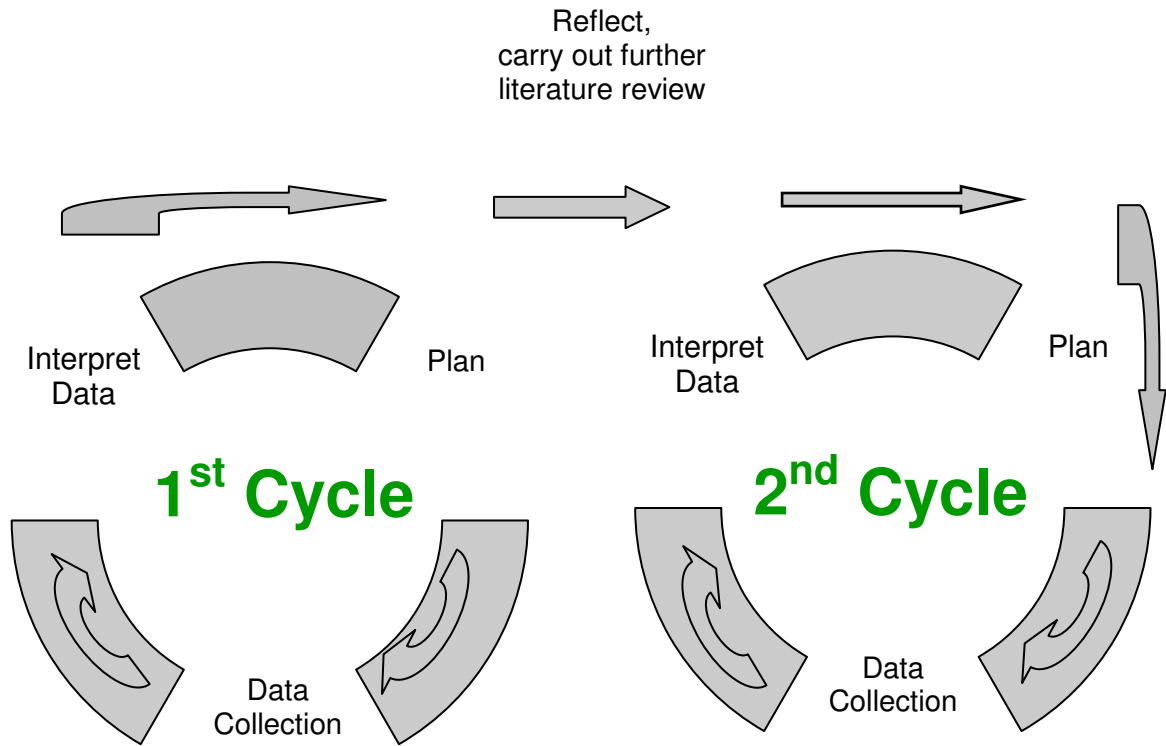 Reflect,
carry out further
literature review
Interpret
Data
Plan
1st Cycle
Data
Collection
Interpret
Data
Plan
2nd Cycle
Data
Collection